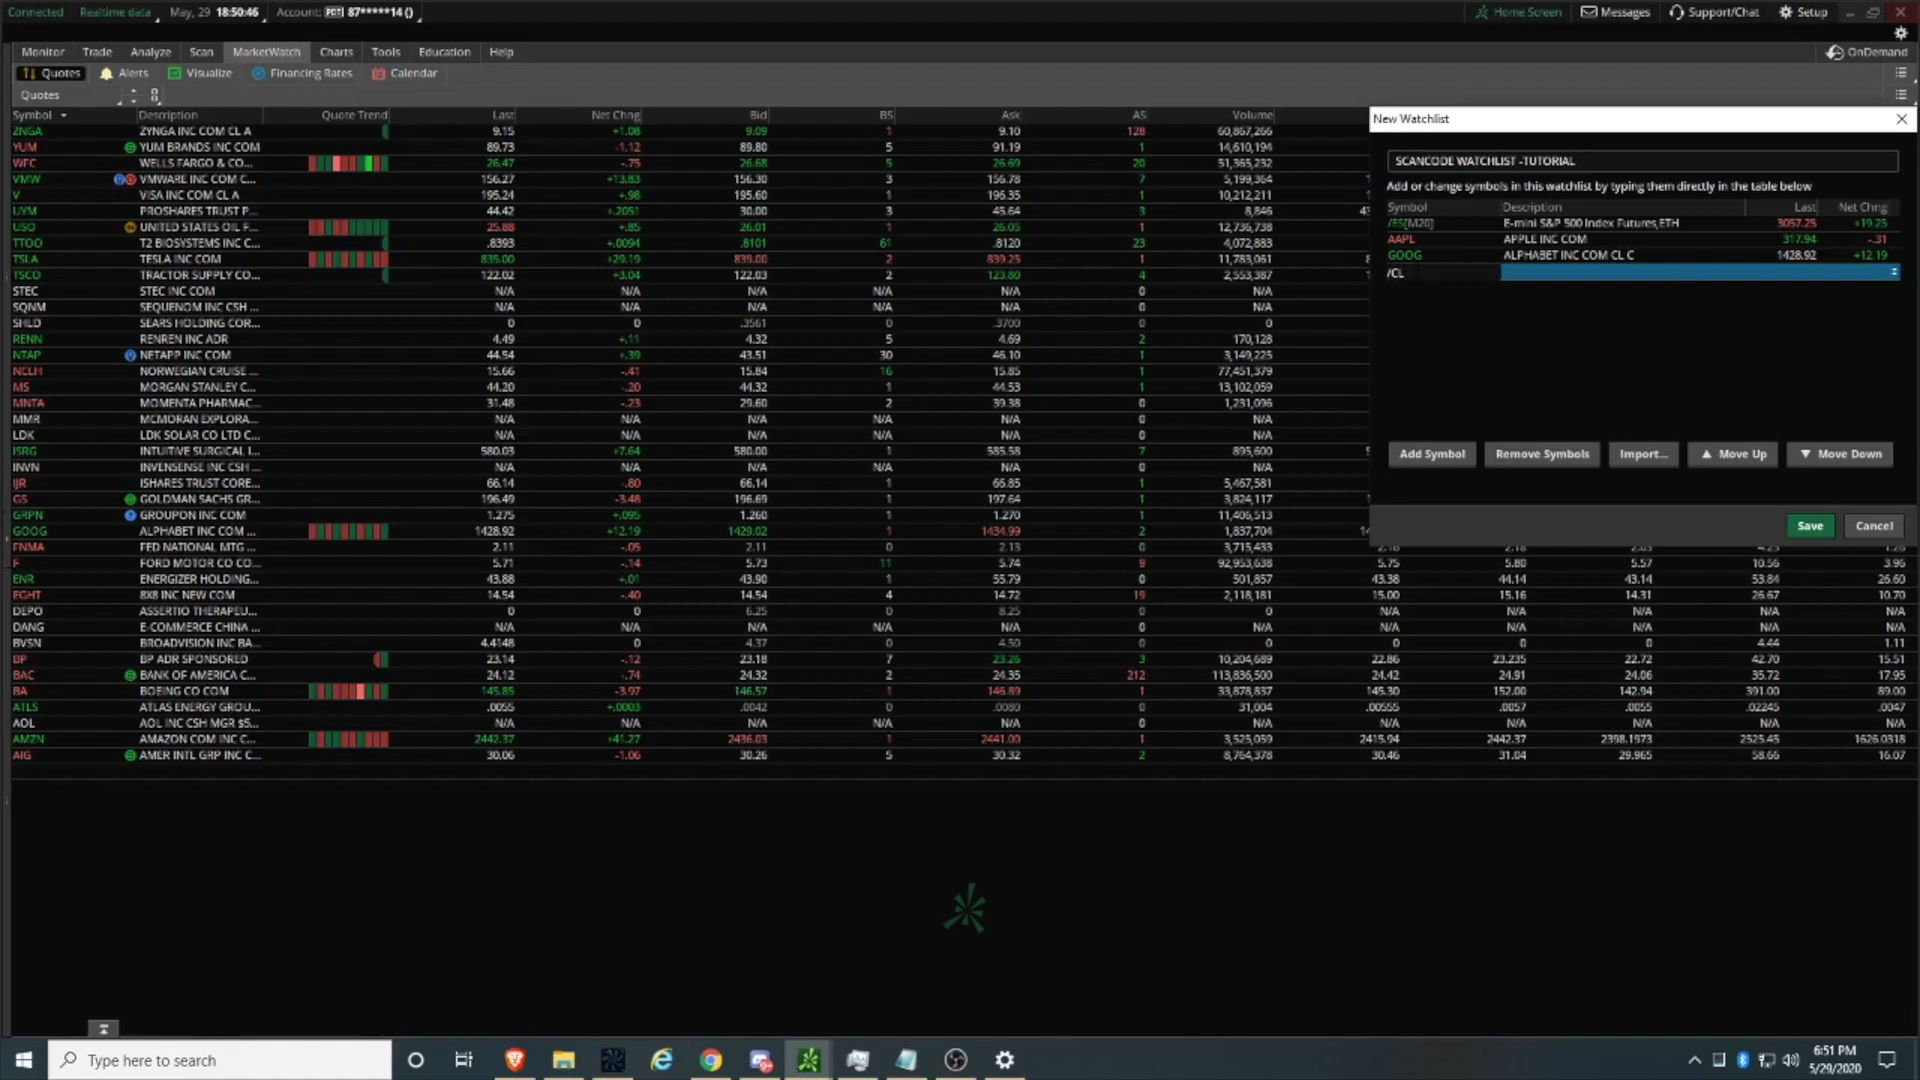 Connected Realtime data May, 29 18:50:46 Account: 87*****14 () Home Screen Messages Support/Chat Setup
Monitor Trade Analyze Scan MarketWatch Charts Tools Education Help OnDemand
Quotes Alerts Visualize Financing Rates Calendar
Quotes
Symbol Description Quote Trend Last Net Chng Bid BS Ask AS Volume
ZNGA ZYNGA INC COM CL A 9.15 +1.08 9.09 1 9.10 128 60,867,266
YUM YUM BRANDS INC COM 89.73 -1.12 89.80 5 91.19 1 14,610,194
WFC WELLS FARGO & CO... 26.47 -.75 26.68 5 26.69 20 51,365,232
VMW VMWARE INC COM C... 156.27 +13.83 156.30 3 156.78 7 5,199,364
V VISA INC COM CL A 195.24 +.98 195.60 1 196.35 1 10,212,211
UYM PROSHARES TRUST P... 44.42 +.2051 30.00 3 45.64 3 8,846
USO UNITED STATES OIL F... 25.88 +.85 26.01 1 26.05 1 12,736,738
TTOO T2 BIOSYSTEMS INC C... .8393 +.0094 .8101 61 .8120 23 4,072,883
TSLA TESLA INC COM 835.00 +29.19 839.00 2 839.25 1 11,783,061
TSCO TRACTOR SUPPLY CO... 122.02 +3.04 122.03 2 123.80 4 2,553,387
STEC STEC INC COM N/A N/A N/A N/A N/A 0 N/A
SQNM SEQUENOM INC CSH ... N/A N/A N/A N/A N/A 0 N/A
SHLD SEARS HOLDING COR... 0 0 .3561 0 .3700 0 0
RENN RENREN INC ADR 4.49 +.11 4.32 5 4.69 2 170,128
NTAP NETAPP INC COM 44.54 +.39 43.51 30 46.10 1 3,149,225
NCLH NORWEGIAN CRUISE ... 15.66 -.41 15.84 16 15.85 1 77,451,379
MS MORGAN STANLEY C... 44.20 -.20 44.32 1 44.53 1 13,102,059
MNTA MOMENTA PHARMAC... 31.48 -.23 29.60 2 39.38 0 1,231,096
MMR MCMORAN EXPLORA... N/A N/A N/A N/A N/A 0 N/A
LDK LDK SOLAR CO LTD C... N/A N/A N/A N/A N/A 0 N/A
ISRG INTUITIVE SURGICAL I... 580.03 +7.64 580.00 1 585.58 7 895,600
INVN INVENSENSE INC CSH ... N/A N/A N/A N/A N/A 0 N/A
IJR ISHARES TRUST CORE... 66.14 -.80 66.14 1 66.85 1 5,467,581
GS GOLDMAN SACHS GR... 196.49 -3.48 196.69 1 197.64 1 3,824,117
GRPN GROUPON INC COM 1.275 +.095 1.260 1 1.270 1 11,406,513
GOOG ALPHABET INC COM ... 1428.92 +12.19 1429.02 1 1434.99 2 1,837,704
FNMA FED NATIONAL MTG ... 2.11 -.05 2.11 0 2.13 0 3,715,433 2.16 2.18 2.05 4.25 1.26
F FORD MOTOR CO CO... 5.71 -.14 5.73 11 5.74 9 92,953,638 5.75 5.80 5.57 10.56 3.96
ENR ENERGIZER HOLDING... 43.88 +.01 43.90 1 55.79 0 501,857 43.38 44.14 43.14 53.84 26.60
EGHT 8X8 INC NEW COM 14.54 -.40 14.54 4 14.72 19 2,118,181 15.00 15.16 14.31 26.67 10.70
DEPO ASSERTIO THERAPEU... 0 0 6.25 0 8.25 0 0 N/A N/A N/A N/A N/A
DANG E-COMMERCE CHINA ... N/A N/A N/A N/A N/A 0 N/A N/A N/A N/A N/A N/A
BVSN BROADVISION INC BA... 4.4148 0 4.37 0 4.50 0 0 0 0 0 4.44 1.11
BP BP ADR SPONSORED 23.14 -.12 23.18 7 23.26 3 10,204,689 22.86 23.235 22.72 42.70 15.51
BAC BANK OF AMERICA C... 24.12 -.74 24.32 2 24.35 212 113,836,500 24.42 24.91 24.06 35.72 17.95
BA BOEING CO COM 145.85 -3.97 146.57 1 146.89 1 33,878,837 145.30 152.00 142.94 391.00 89.00
ATLS ATLAS ENERGY GROU... .0055 +.0003 .0042 0 .0080 0 31,004 .00555 .0057 .0055 .02245 .0047
AOL AOL INC CSH MGR $5... N/A N/A N/A N/A N/A 0 N/A N/A N/A N/A N/A N/A
AMZN AMAZON COM INC C... 2442.37 +41.27 2436.03 1 2441.00 1 3,525,059 2415.94 2442.37 2398.1973 2525.45 1626.0318
AIG AMER INTL GRP INC C... 30.06 -1.06 30.26 5 30.32 2 8,764,378 30.46 31.04 29.965 58.66 16.07
New Watchlist
SCANCODE WATCHLIST -TUTORIAL
Add or change symbols in this watchlist by typing them directly in the table below
Symbol Description Last Net Chng
/ES[M20] E-mini S&P 500 Index Futures,ETH 3057.25 +19.25
AAPL APPLE INC COM 317.94 -.31
GOOG ALPHABET INC COM CL C 1428.92 +12.19
/CL
Add Symbol Remove Symbols Import... Move Up Move Down
Save Cancel
Type here to search
6:51 PM
5/29/2020